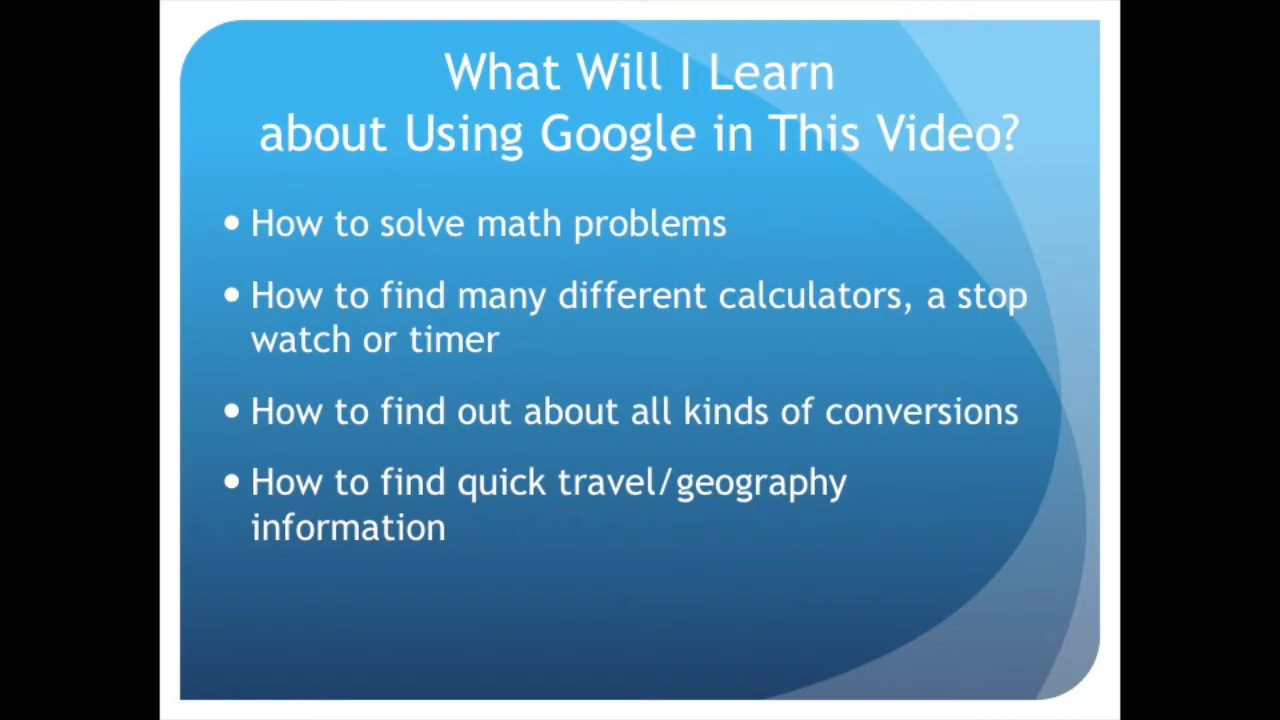 What Will I Learn
about Using Google in This Video?
• How to solve math problems
• How to find many different calculators, a stop
watch or timer
• How to find out about all kinds of conversions
• How to find quick travel/geography
information